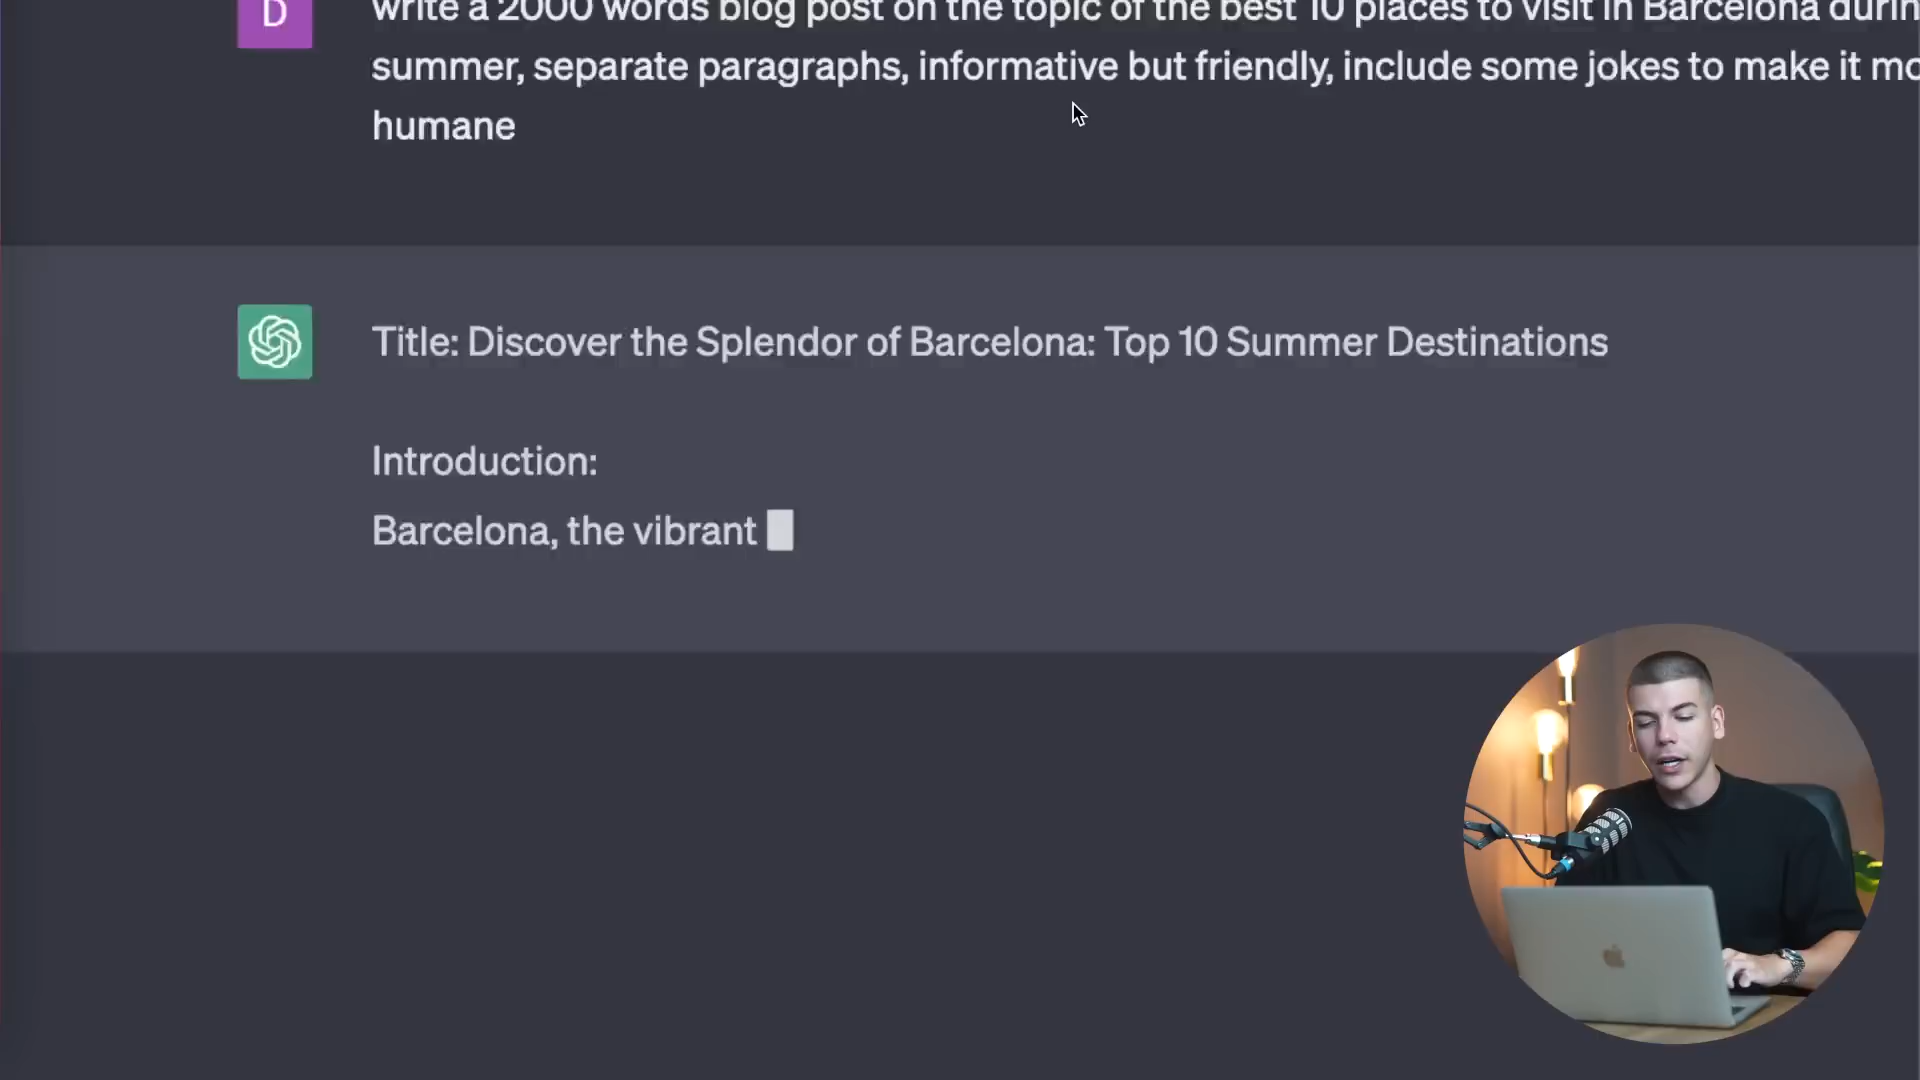 D
write a 2000 words blog post on the topic of the best 10 places to visit in Barcelona durin
summer, separate paragraphs, informative but friendly, include some jokes to make it mo
humane
Title: Discover the Splendor of Barcelona: Top 10 Summer Destinations
Introduction:
Barcelona, the vibrant